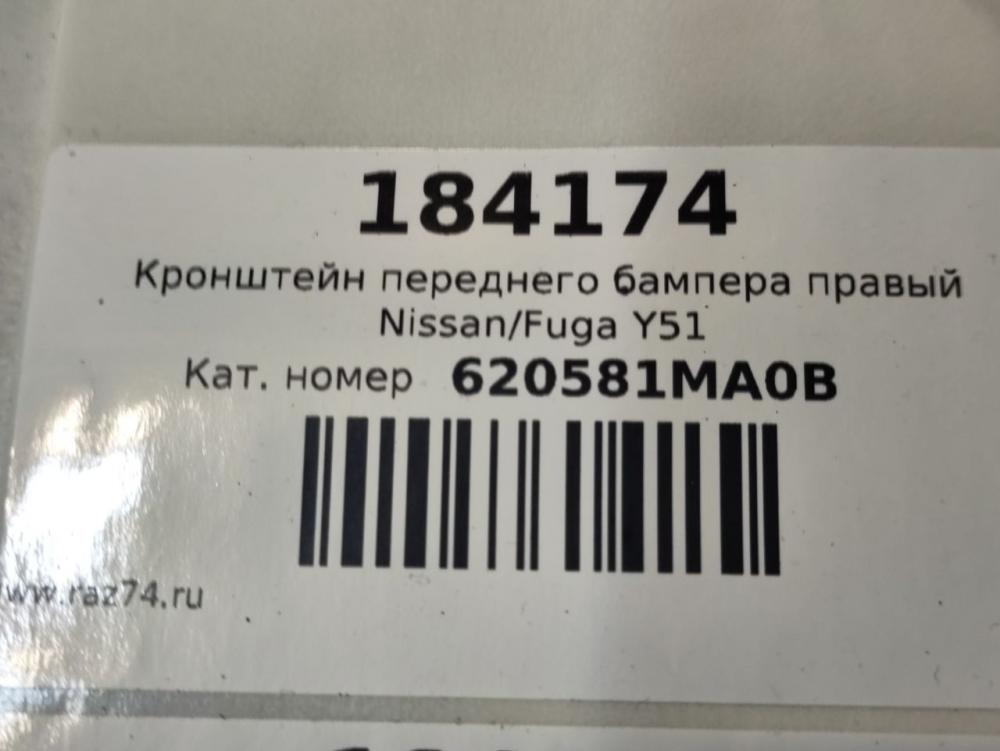 184174
Кронштейн переднего бампера правый
Nissan/Fuga Y51
Кат. номер 620581MA0B
www.raz74.ru